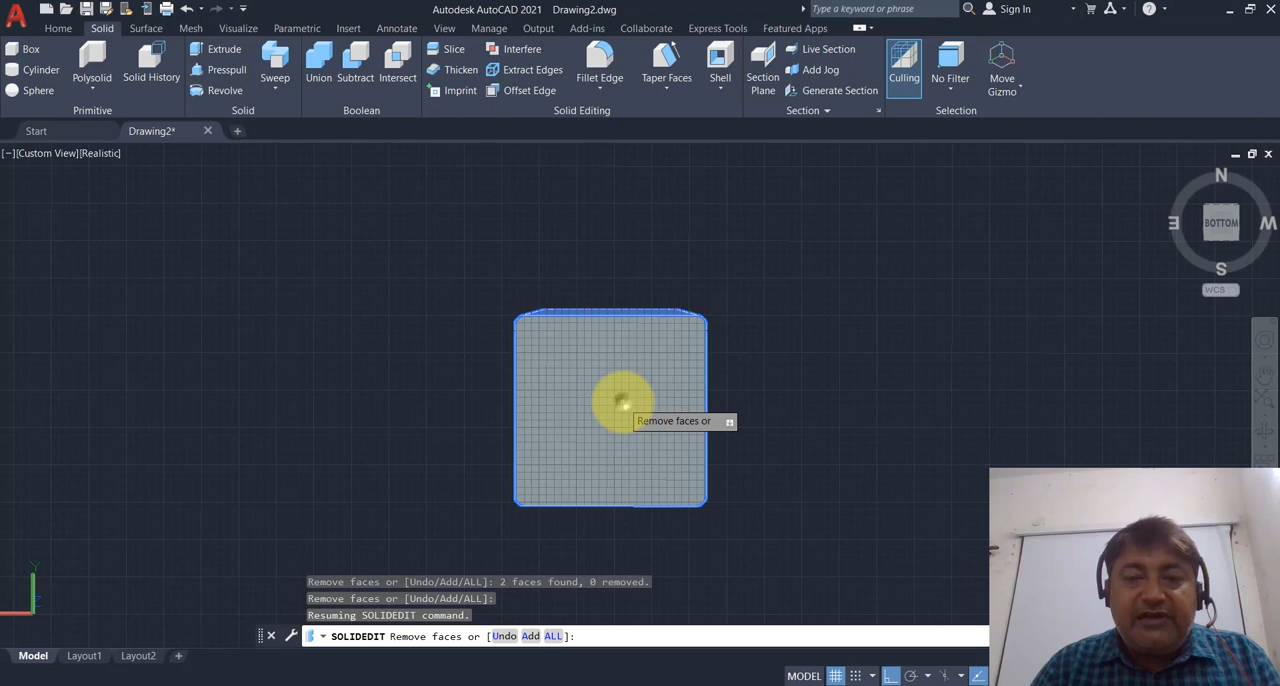 Autodesk AutoCAD 2021 Drawing2.dwg
Type a keyword or phrase
Sign In
Home Solid Surface Mesh Visualize Parametric Insert Annotate View Manage Output Add-ins Collaborate Express Tools Featured Apps
Box
Cylinder
Sphere
Polysolid
Solid History
Primitive
Extrude
Presspull
Revolve
Sweep
Solid
Union
Subtract
Intersect
Boolean
Slice
Thicken
Imprint
Interfere
Extract Edges
Offset Edge
Fillet Edge
Taper Faces
Shell
Solid Editing
Section
Plane
Live Section
Add Jog
Generate Section
Section
Culling
No Filter
Move
Gizmo
Selection
Start
Drawing2*
[−][Custom View][Realistic]
N
E
BOTTOM
W
S
WCS
Remove faces or
Y
Remove faces or [Undo/Add/ALL]: 2 faces found, 0 removed.
Remove faces or [Undo/Add/ALL]:
Resuming SOLIDEDIT command.
SOLIDEDIT Remove faces or [Undo Add ALL]:
Model Layout1 Layout2
MODEL